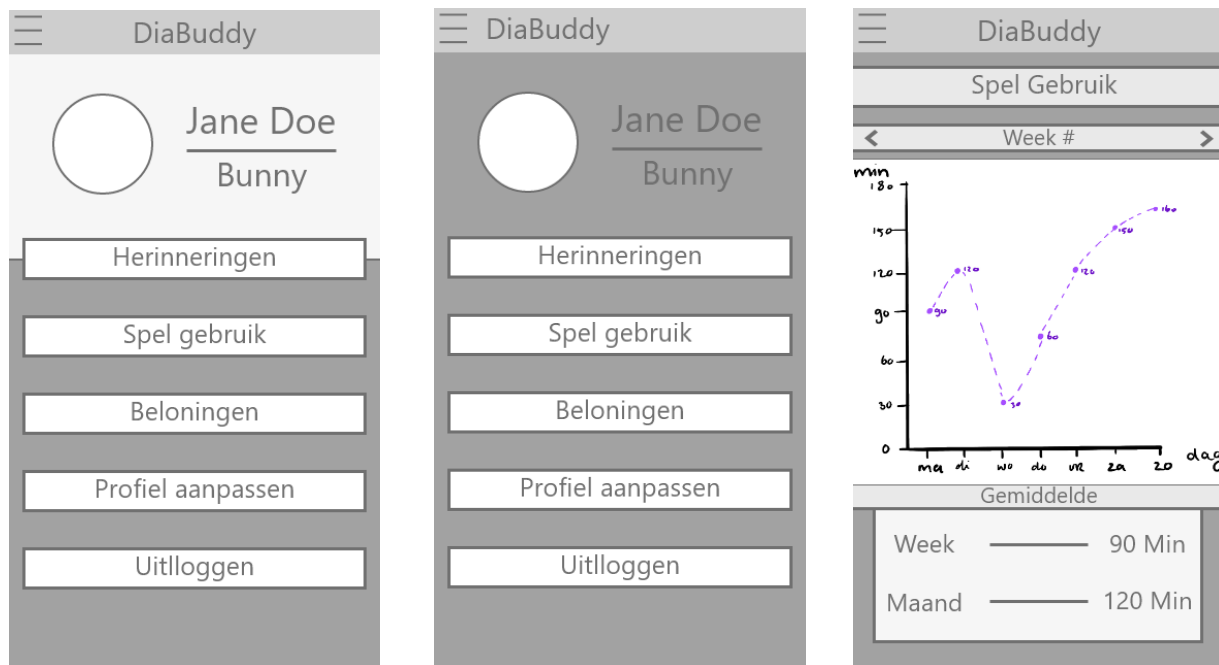 DiaBuddy
Jane Doe
Bunny
Herinneringen
Spel gebruik
Beloningen
Profiel aanpassen
Uitlloggen
DiaBuddy
Jane Doe
Bunny
Herinneringen
Spel gebruik
Beloningen
Profiel aanpassen
Uitlloggen
DiaBuddy
Spel Gebruik
< Week # >
min
180
150
120
90
60
30
0
90
120
30
60
120
150
160
ma di wo do vr za zo dag
Gemiddelde
Week 90 Min
Maand 120 Min